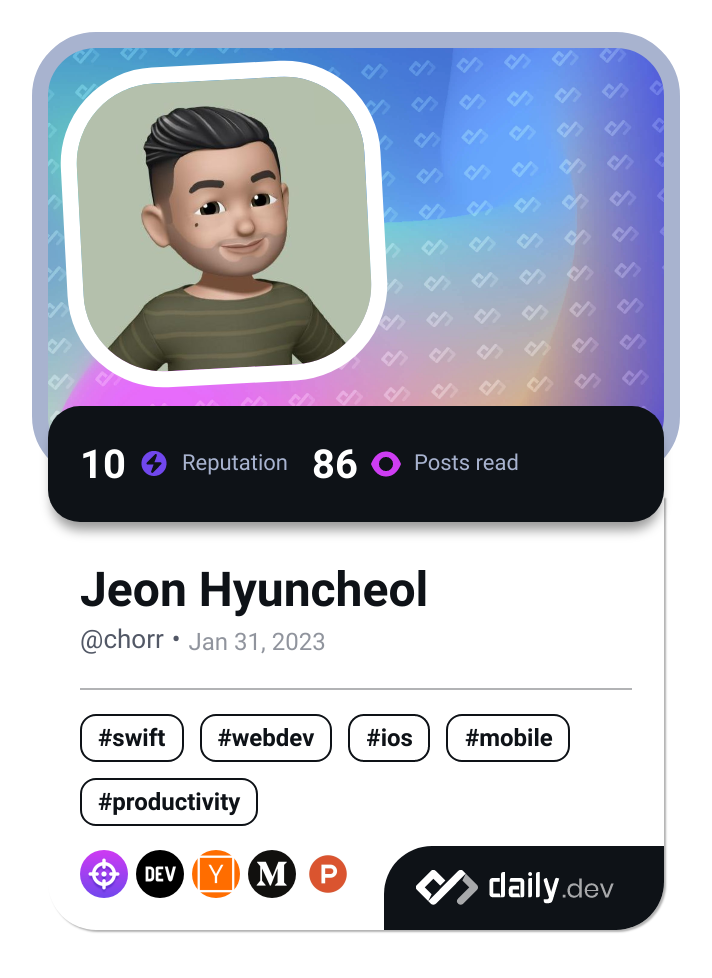 10 Reputation 86 Posts read
Jeon Hyuncheol
@chorr • Jan 31, 2023
#swift #webdev #ios #mobile
#productivity
DEV Y M P daily.dev